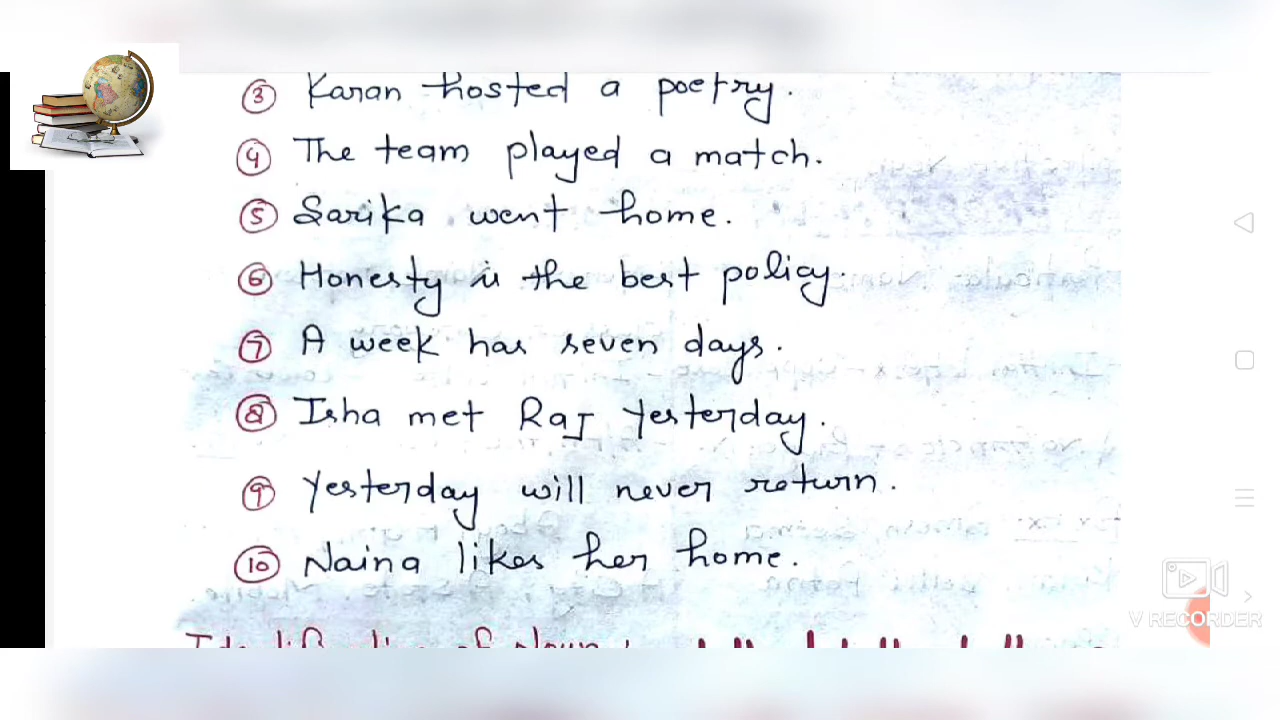 ③ Karan hosted a poetry.
④ The team played a match.
⑤ Sarika went home.
⑥ Honesty is the best policy.
⑦ A week has seven days.
⑧ Isha met Raj yesterday.
⑨ Yesterday will never return.
⑩ Naina likes her home.
of Noun
V RECORDER